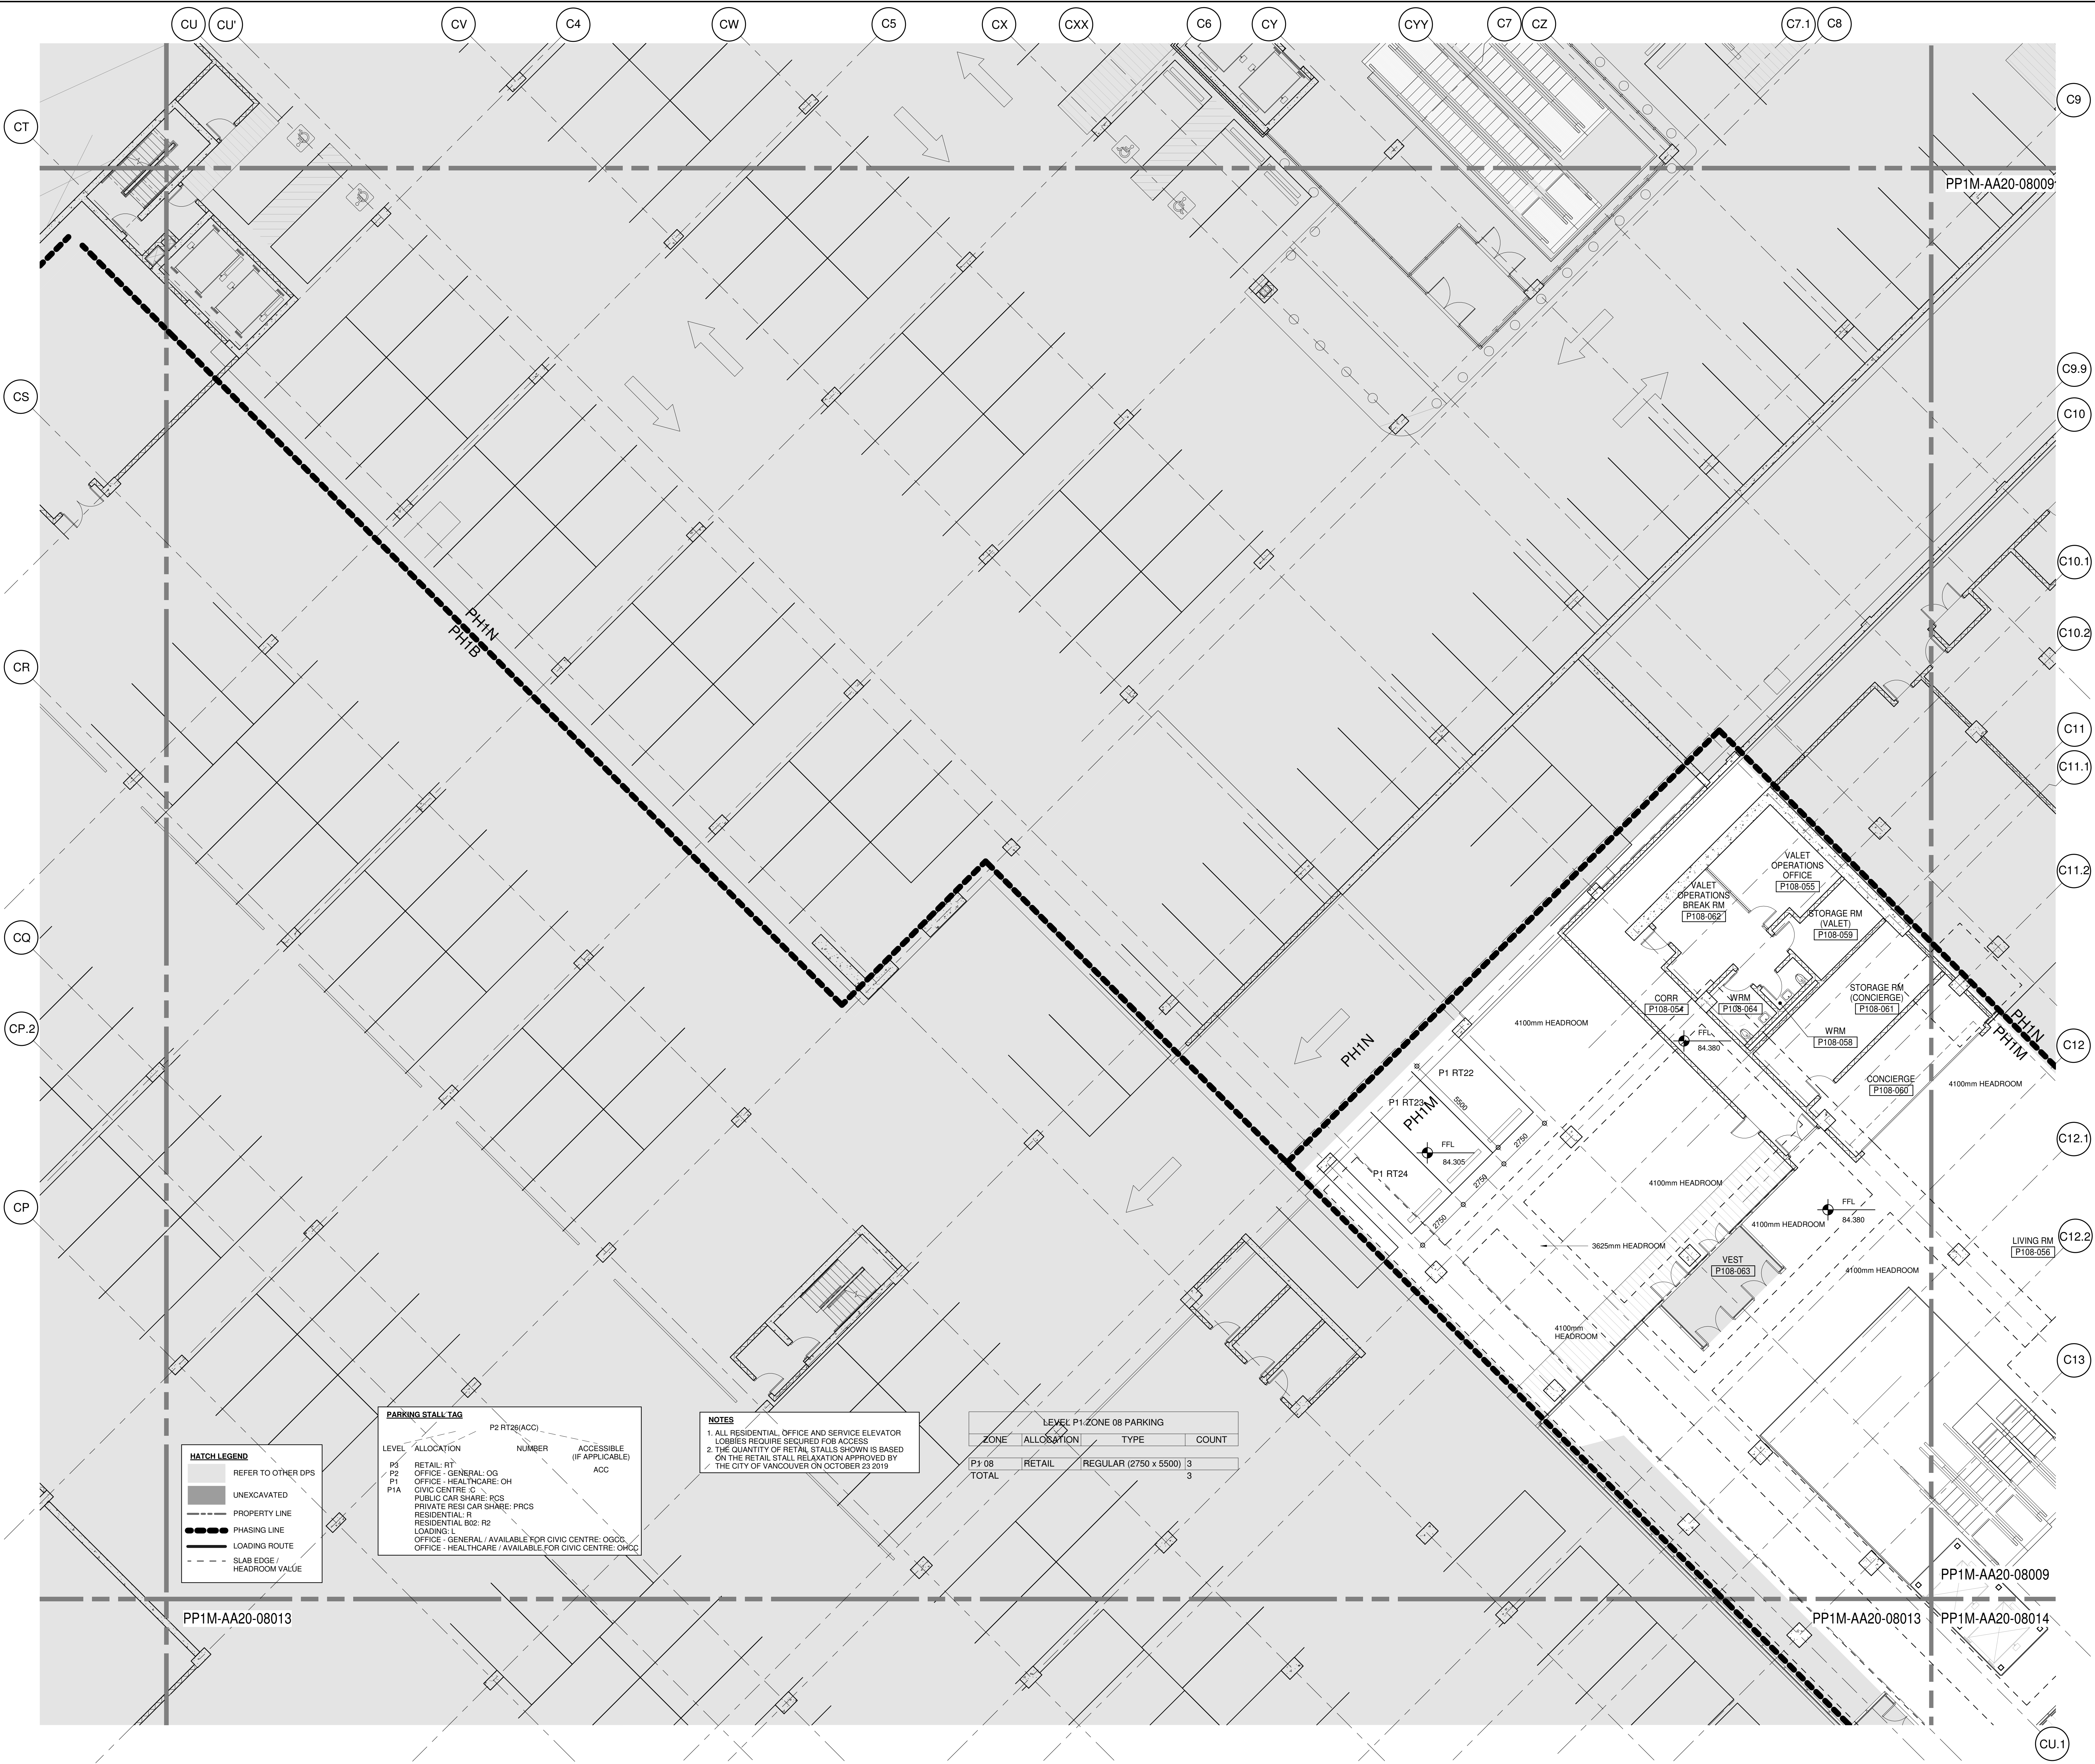 CU CU' CV C4 CW C5 CX CXX C6 CY CYY C7 CZ C7.1 C8
CT
C9
PP1M-AA20-08009
CS
C9.9
C10
C10.1
PH1N
PH1B
C10.2
CR
C11
C11.1
VALET
OPERATIONS
OFFICE
P108-055
C11.2
VALET
OPERATIONS
BREAK RM
P108-062
STORAGE RM
(VALET)
P108-059
CQ
STORAGE RM
(CONCIERGE)
P108-061
CORR
P108-054
WRM
P108-064
CP.2
4100mm HEADROOM
WRM
P108-058
FFL
84.380
PH1N
PH1M
C12
PH1N
P1 RT22
CONCIERGE
P108-060
4100mm HEADROOM
P1 RT23
5500
PH1M
2750
C12.1
FFL
84.305
P1 RT24
2750
4100mm HEADROOM
CP
2750
FFL
84.380
4100mm HEADROOM
C12.2
LIVING RM
P108-056
3625mm HEADROOM
VEST
P108-063
4100mm HEADROOM
4100mm
HEADROOM
C13
HATCH LEGEND
REFER TO OTHER DPS
UNEXCAVATED
PROPERTY LINE
PHASING LINE
LOADING ROUTE
SLAB EDGE /
HEADROOM VALUE
PARKING STALL TAG
P2 RT26(ACC)
LEVEL ALLOCATION NUMBER ACCESSIBLE
(IF APPLICABLE)
ACC
P3 RETAIL: RT
P2 OFFICE - GENERAL: OG
P1 OFFICE - HEALTHCARE: OH
P1A CIVIC CENTRE :C
PUBLIC CAR SHARE: PCS
PRIVATE RESI CAR SHARE: PRCS
RESIDENTIAL: R
RESIDENTIAL B02: R2
LOADING: L
OFFICE - GENERAL / AVAILABLE FOR CIVIC CENTRE: OGCC
OFFICE - HEALTHCARE / AVAILABLE FOR CIVIC CENTRE: OHCC
NOTES
1. ALL RESIDENTIAL, OFFICE AND SERVICE ELEVATOR
LOBBIES REQUIRE SECURED FOB ACCESS
2. THE QUANTITY OF RETAIL STALLS SHOWN IS BASED
ON THE RETAIL STALL RELAXATION APPROVED BY
THE CITY OF VANCOUVER ON OCTOBER 23 2019
LEVEL P1 ZONE 08 PARKING
ZONE ALLOCATION TYPE COUNT
P1 08 RETAIL REGULAR (2750 x 5500) 3
TOTAL 3
PP1M-AA20-08009
PP1M-AA20-08013
PP1M-AA20-08013
PP1M-AA20-08014
CU.1